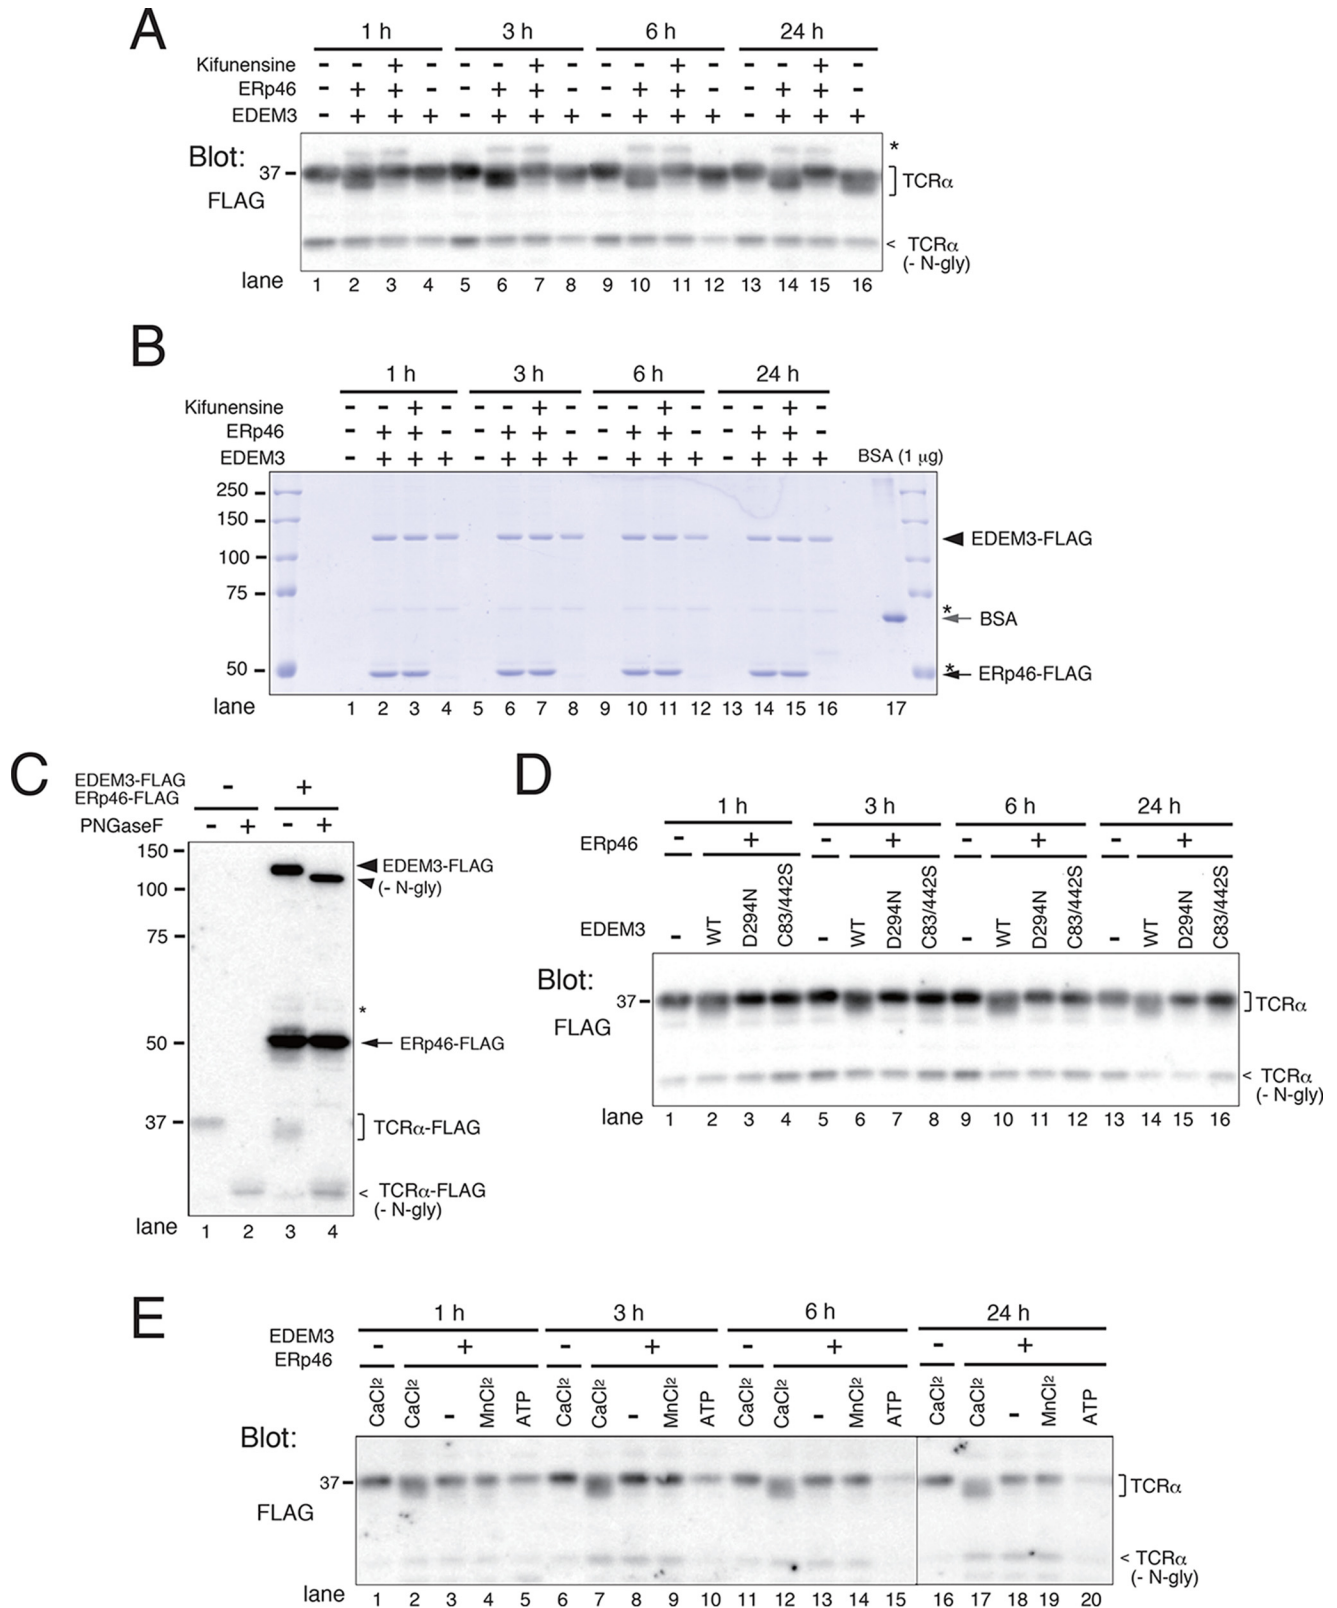 A
1 h 3 h 6 h 24 h
Kifunensine - - + - - - + - - - + - - - + -
ERp46 - + + - - + + - - + + - - + + -
EDEM3 - + + + - + + + - + + + - + + +
Blot:
FLAG
37
*
TCRα
< TCRα
(- N-gly)
lane 1 2 3 4 5 6 7 8 9 10 11 12 13 14 15 16
B
1 h 3 h 6 h 24 h
Kifunensine - - + - - - + - - - + - - - + -
ERp46 - + + - - + + - - + + - - + + -
EDEM3 - + + + - + + + - + + + - + + + BSA (1 µg)
250
150
100
75
50
EDEM3-FLAG
*
BSA
*
ERp46-FLAG
lane 1 2 3 4 5 6 7 8 9 10 11 12 13 14 15 16 17
C
EDEM3-FLAG
ERp46-FLAG
- +
PNGaseF - + - +
150
100
75
50
37
EDEM3-FLAG
(- N-gly)
*
ERp46-FLAG
TCRα-FLAG
< TCRα-FLAG
(- N-gly)
lane 1 2 3 4
D
1 h 3 h 6 h 24 h
ERp46 - + - + - + - +
EDEM3 - WT D294N C83/442S - WT D294N C83/442S - WT D294N C83/442S - WT D294N C83/442S
Blot:
FLAG
37
TCRα
< TCRα
(- N-gly)
lane 1 2 3 4 5 6 7 8 9 10 11 12 13 14 15 16
E
1 h 3 h 6 h 24 h
EDEM3
ERp46
- + - + - + - +
CaCl2 CaCl2 - MnCl2 ATP CaCl2 CaCl2 - MnCl2 ATP CaCl2 CaCl2 - MnCl2 ATP CaCl2 CaCl2 - MnCl2 ATP
Blot:
FLAG
37
TCRα
< TCRα
(- N-gly)
lane 1 2 3 4 5 6 7 8 9 10 11 12 13 14 15 16 17 18 19 20